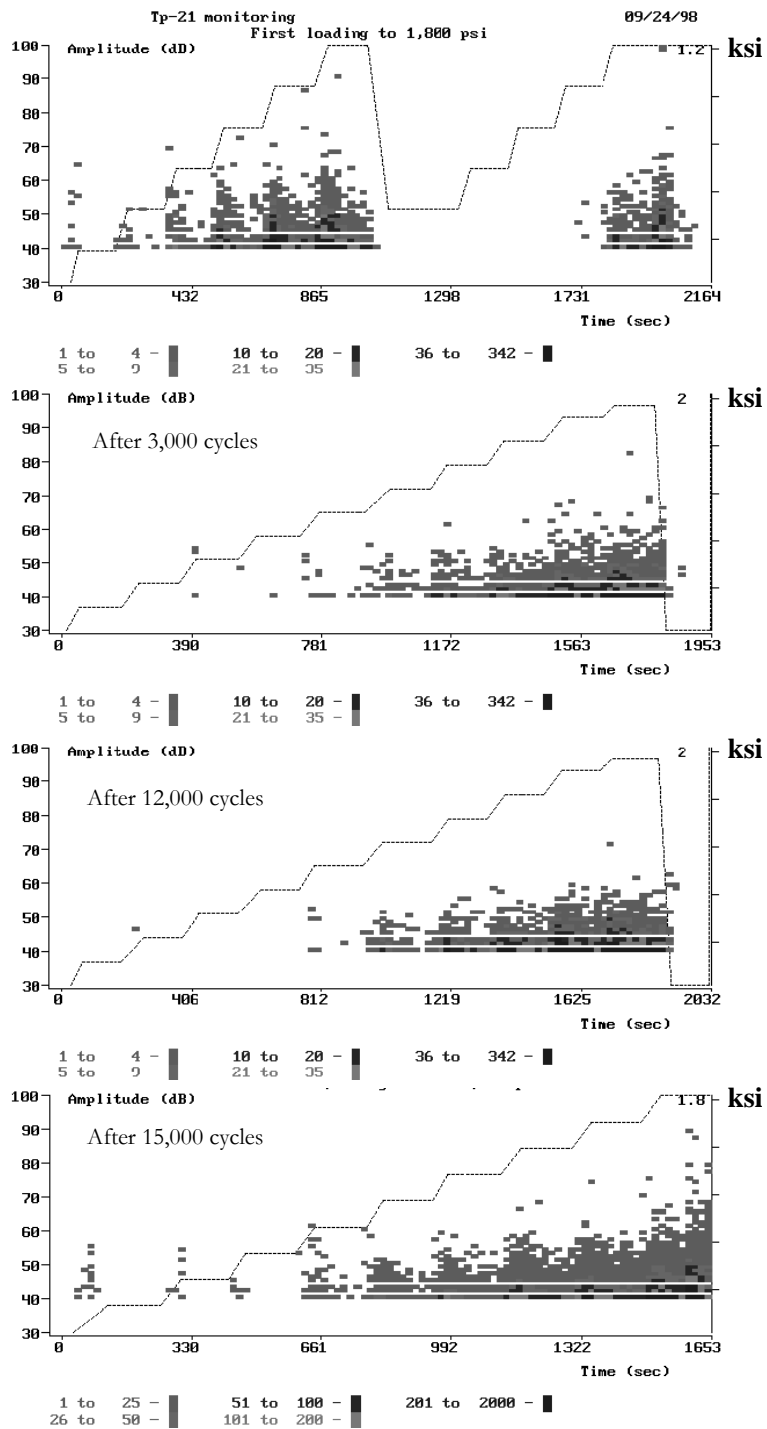 Tp-21 monitoring 09/24/98
First loading to 1,800 psi
Amplitude (dD) 1.2 ksi
100
90
80
70
60
50
40
30
0 432 865 1298 1731 2164
Time (sec)
1 to 4 - 10 to 20 - 36 to 342 -
5 to 9 21 to 35
100 Amplitude (dB) 2 ksi
After 3,000 cycles
90
80
70
60
50
40
30
0 390 781 1172 1563 1953
Time (sec)
1 to 4 - 10 to 20 - 36 to 342 -
5 to 9 - 21 to 35 -
100 Amplitude (dD) 2 ksi
90
After 12,000 cycles
80
70
60
50
40
30
0 406 812 1219 1625 2032
Time (sec)
1 to 4 - 10 to 20 - 36 to 342 -
5 to 9 21 to 35
100 Amplitude (dB) 1.8 ksi
After 15,000 cycles
90
80
70
60
50
40
30
0 330 661 992 1322 1653
Time (sec)
1 to 25 - 51 to 100 - 201 to 2000 -
26 to 50 - 101 to 200 -